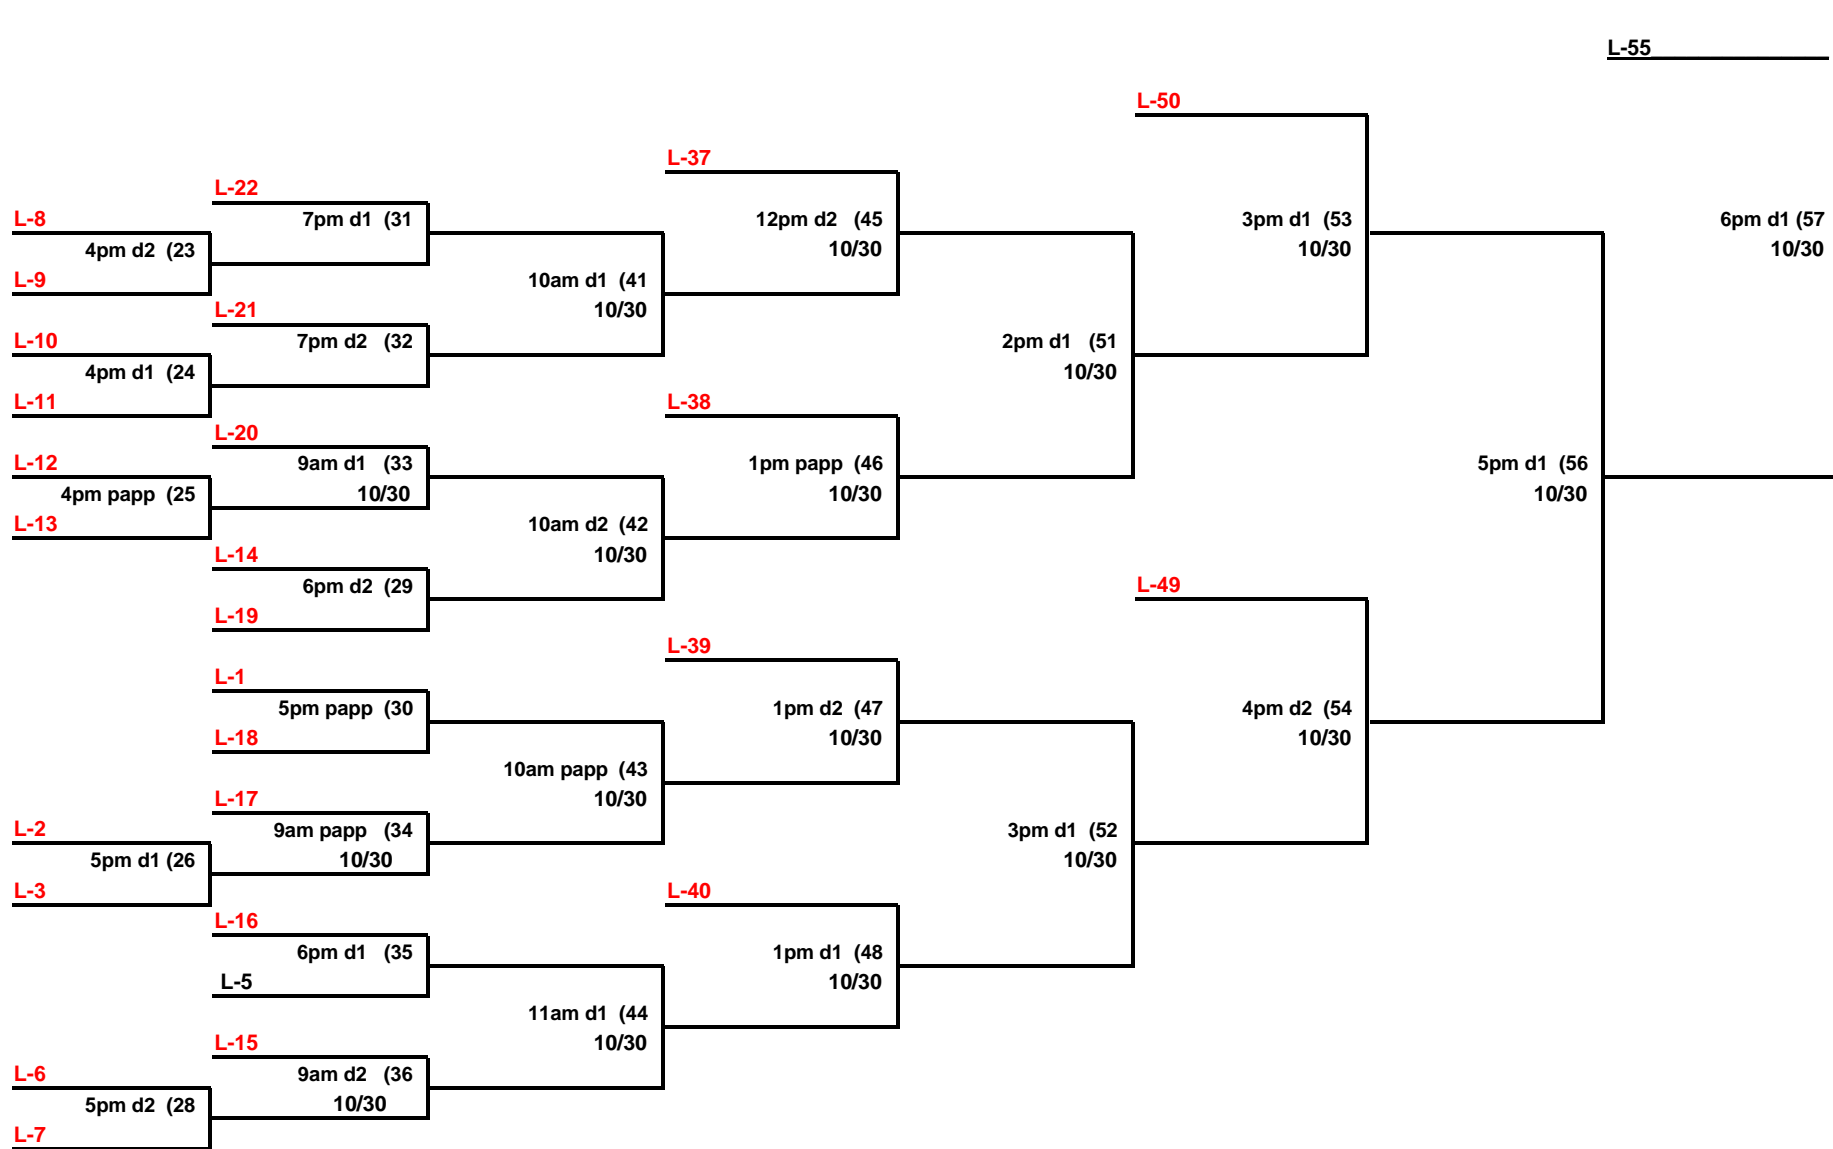 L-55
L-50
L-37
L-22
L-8
7pm d1 (31
12pm d2 (45
3pm d1 (53
6pm d1 (57
4pm d2 (23
10/30
10/30
10/30
L-9
10am d1 (41
L-21
10/30
L-10
7pm d2 (32
2pm d1 (51
4pm d1 (24
10/30
L-11
L-38
L-20
L-12
9am d1 (33
1pm papp (46
5pm d1 (56
4pm papp (25
10/30
10/30
10/30
L-13
10am d2 (42
L-14
10/30
6pm d2 (29
L-49
L-19
L-39
L-1
5pm papp (30
1pm d2 (47
4pm d2 (54
L-18
10/30
10/30
10am papp (43
L-17
10/30
L-2
9am papp (34
3pm d1 (52
5pm d1 (26
10/30
10/30
L-3
L-40
L-16
6pm d1 (35
1pm d1 (48
L-5
10/30
11am d1 (44
L-15
10/30
L-6
9am d2 (36
5pm d2 (28
10/30
L-7